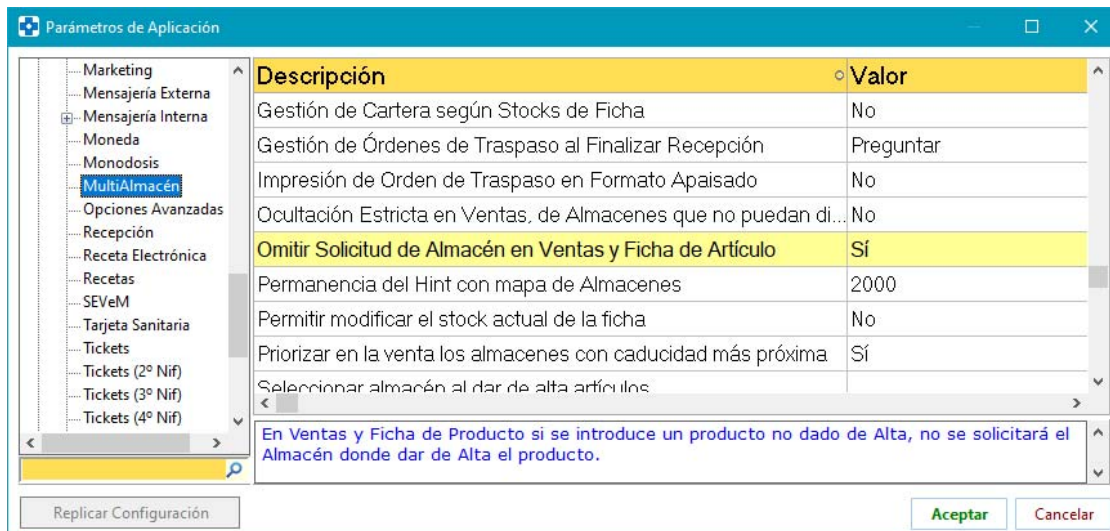 Parámetros de Aplicación
Marketing
Mensajería Externa
Mensajería Interna
Moneda
Monodosis
MultiAlmacén
Opciones Avanzadas
Recepción
Receta Electrónica
Recetas
SEVeM
Tarjeta Sanitaria
Tickets
Tickets (2º Nif)
Tickets (3º Nif)
Tickets (4º Nif)
Descripción Valor
Gestión de Cartera según Stocks de Ficha No
Gestión de Órdenes de Traspaso al Finalizar Recepción Preguntar
Impresión de Orden de Traspaso en Formato Apaisado No
Ocultación Estricta en Ventas, de Almacenes que no puedan di... No
Omitir Solicitud de Almacén en Ventas y Ficha de Artículo Sí
Permanencia del Hint con mapa de Almacenes 2000
Permitir modificar el stock actual de la ficha No
Priorizar en la venta los almacenes con caducidad más próxima Sí
Seleccionar almacén al dar de alta artículos
En Ventas y Ficha de Producto si se introduce un producto no dado de Alta, no se solicitará el
Almacén donde dar de Alta el producto.
Replicar Configuración
Aceptar
Cancelar